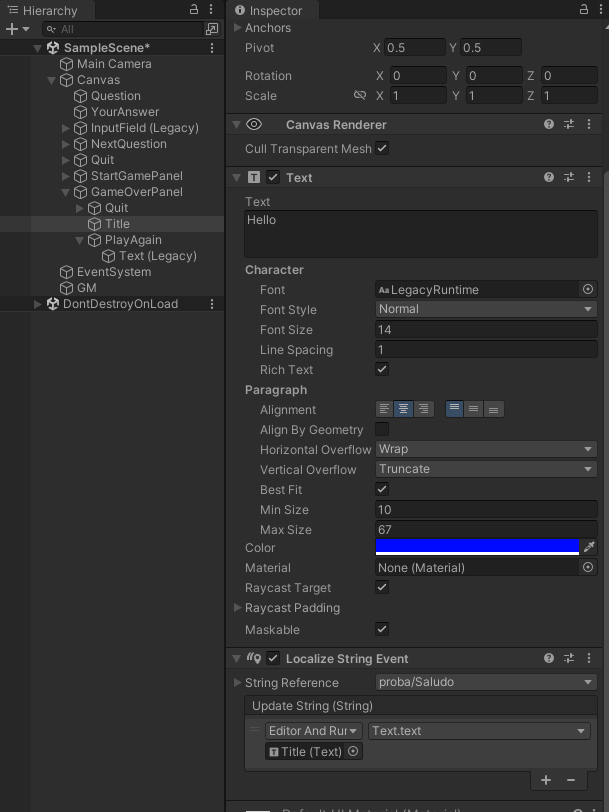 Hierarchy
All
SampleScene*
Main Camera
Canvas
Question
YourAnswer
InputField (Legacy)
NextQuestion
Quit
StartGamePanel
GameOverPanel
Quit
Title
PlayAgain
Text (Legacy)
EventSystem
GM
DontDestroyOnLoad
Inspector
Anchors
Pivot X 0.5 Y 0.5
Rotation X 0 Y 0 Z 0
Scale X 1 Y 1 Z 1
Canvas Renderer
Cull Transparent Mesh
Text
Text
Hello
Character
Font Aa LegacyRuntime
Font Style Normal
Font Size 14
Line Spacing 1
Rich Text
Paragraph
Alignment
Align By Geometry
Horizontal Overflow Wrap
Vertical Overflow Truncate
Best Fit
Min Size 10
Max Size 67
Color
Material None (Material)
Raycast Target
Raycast Padding
Maskable
Localize String Event
String Reference proba/Saludo
Update String (String)
Editor And Rur Text.text
Title (Text)